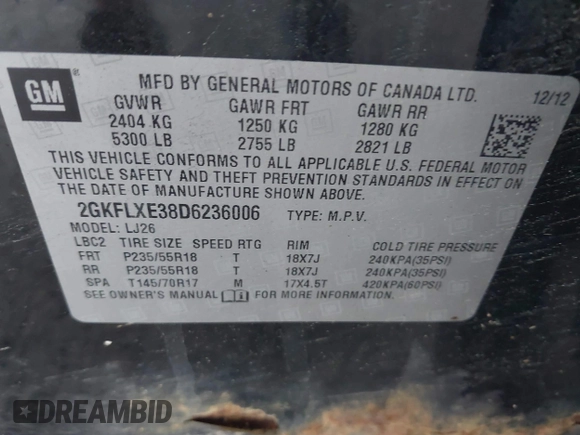 GM
MFD BY GENERAL MOTORS OF CANADA LTD. 12/12
GVWR GAWR FRT GAWR RR
2404 KG 1250 KG 1280 KG
5300 LB 2755 LB 2821 LB
THIS VEHICLE CONFORMS TO ALL APPLICABLE U.S. FEDERAL MOTOR
VEHICLE SAFETY AND THEFT PREVENTION STANDARDS IN EFFECT ON
THE DATE OF MANUFACTURE SHOWN ABOVE.
2GKFLXE38D6236006 TYPE: M.P.V.
MODEL: LJ26
LBC2 TIRE SIZE SPEED RTG RIM COLD TIRE PRESSURE
FRT P235/55R18 T 18X7J 240KPA(35PSI)
RR P235/55R18 T 18X7J 240KPA(35PSI)
SPA T145/70R17 M 17X4.5T 420KPA(60PSI)
SEE OWNER'S MANUAL FOR MORE INFORMATION.
DREAMBID.COM